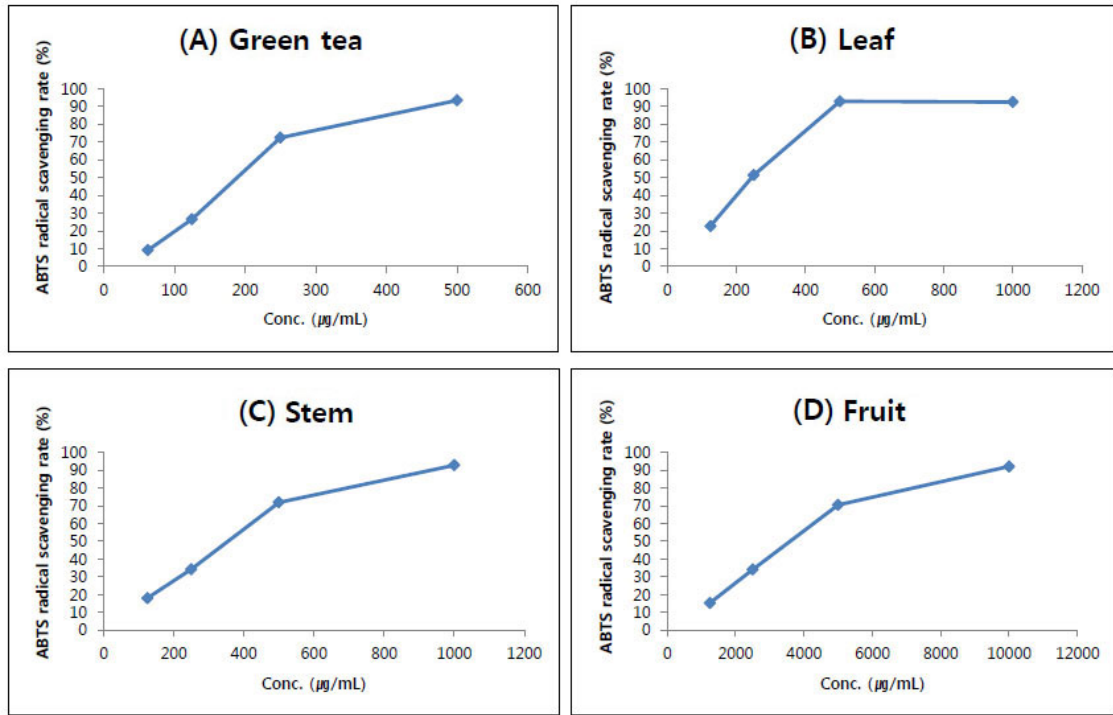 (A) Green tea
ABTS radical scavenging rate (%)
100
90
80
70
60
50
40
30
20
10
0
0 100 200 300 400 500 600
Conc. (㎍/mL)
(B) Leaf
ABTS radical scavenging rate (%)
100
90
80
70
60
50
40
30
20
10
0
0 200 400 600 800 1000 1200
Conc. (㎍/mL)
(C) Stem
ABTS radical scavenging rate (%)
100
90
80
70
60
50
40
30
20
10
0
0 200 400 600 800 1000 1200
Conc. (㎍/mL)
(D) Fruit
ABTS radical scavenging rate (%)
100
90
80
70
60
50
40
30
20
10
0
0 2000 4000 6000 8000 10000 12000
Conc. (㎍/mL)